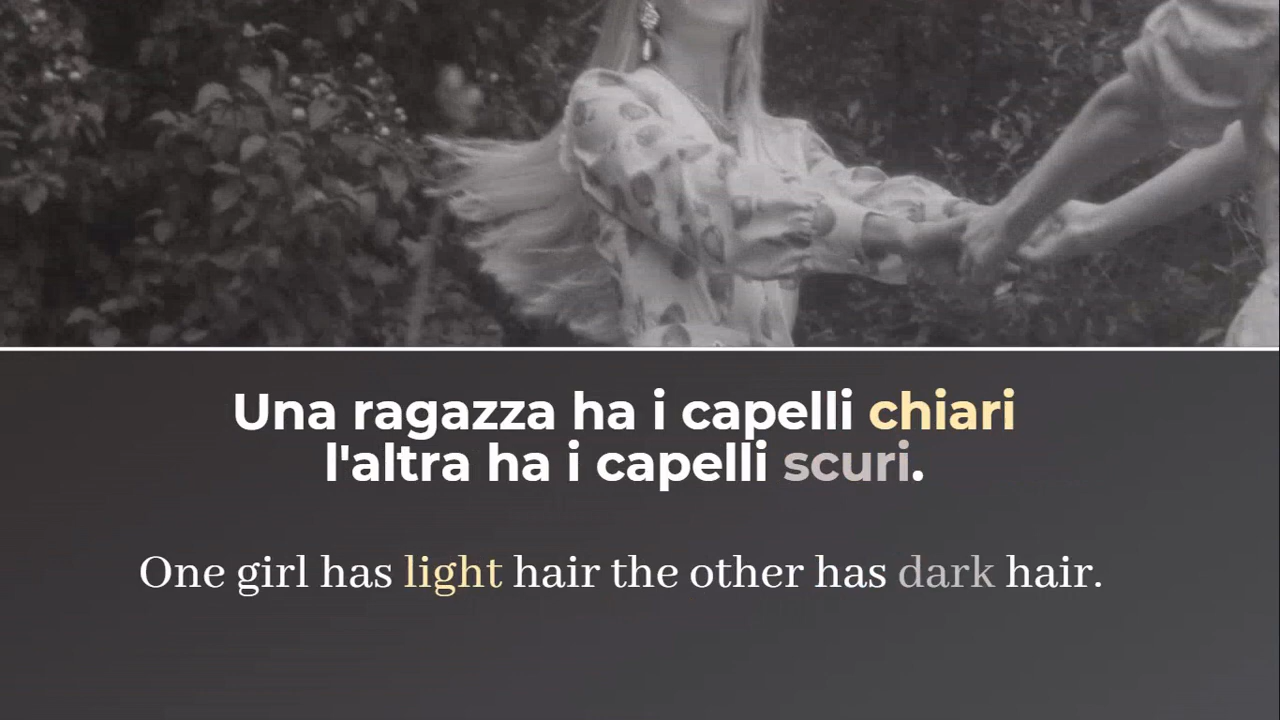 Una ragazza ha i capelli chiari
l'altra ha i capelli scuri.
One girl has light hair the other has dark hair.